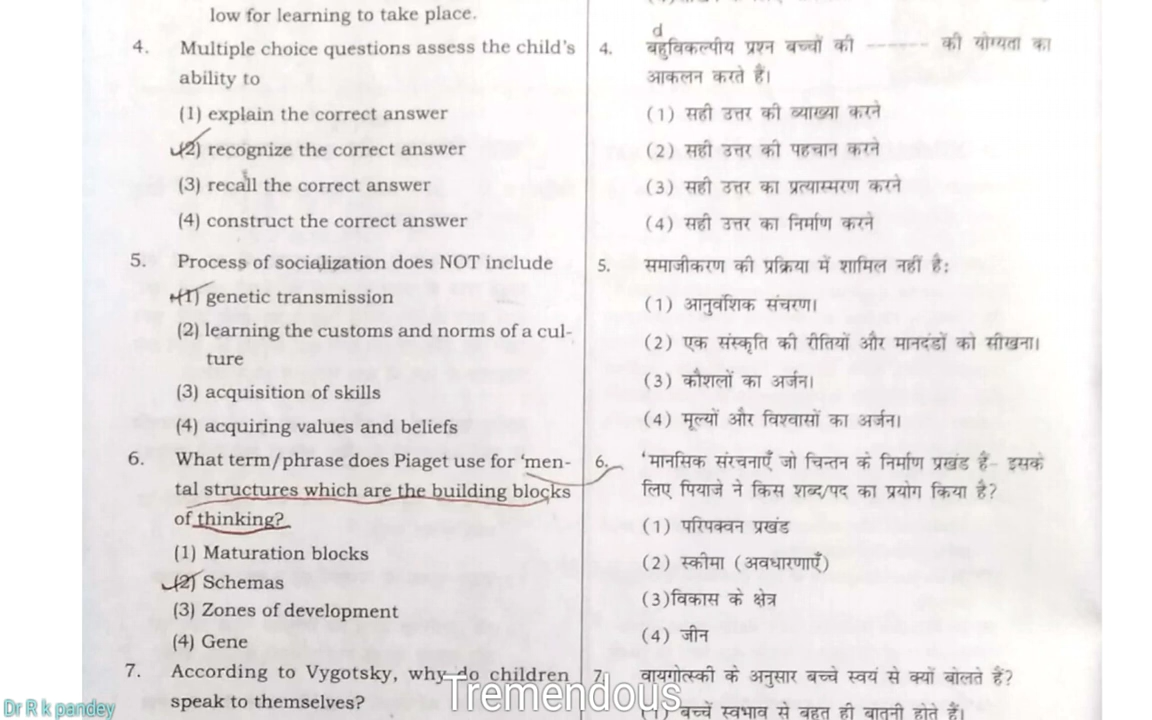 low for learning to take place.
4. Multiple choice questions assess the child's
ability to
(1) explain the correct answer
(2) recognize the correct answer
(3) recall the correct answer
(4) construct the correct answer
5. Process of socialization does NOT include
(1) genetic transmission
(2) learning the customs and norms of a cul-
ture
(3) acquisition of skills
(4) acquiring values and beliefs
6. What term/phrase does Piaget use for 'men-
tal structures which are the building blocks
of thinking?
(1) Maturation blocks
(2) Schemas
(3) Zones of development
(4) Gene
7. According to Vygotsky, why do children
speak to themselves?
d
4. बहुविकल्पीय प्रश्न बच्चों की ------- की योग्यता का
आकलन करते हैं।
(1) सही उत्तर की व्याख्या करने
(2) सही उत्तर की पहचान करने
(3) सही उत्तर का प्रत्यास्मरण करने
(4) सही उत्तर का निर्माण करने
5. समाजीकरण की प्रक्रिया में शामिल नहीं है:
(1) आनुवंशिक संचरण।
(2) एक संस्कृति की रीतियों और मानदंडों को सीखना।
(3) कौशलों का अर्जन।
(4) मूल्यों और विश्वासों का अर्जन।
6. 'मानसिक संरचनाएँ जो चिन्तन के निर्माण प्रखंड हैं- इसके
लिए पियाजे ने किस शब्द/पद का प्रयोग किया है?
(1) परिपक्वन प्रखंड
(2) स्कीमा (अवधारणाएँ)
(3)विकास के क्षेत्र
(4) जीन
7. वायगोत्स्की के अनुसार बच्चे स्वयं से क्यों बोलते हैं?
(1) बच्चें स्वभाव से बहुत ही बातूनी होते हैं।
Tremendous
Dr R k pandey